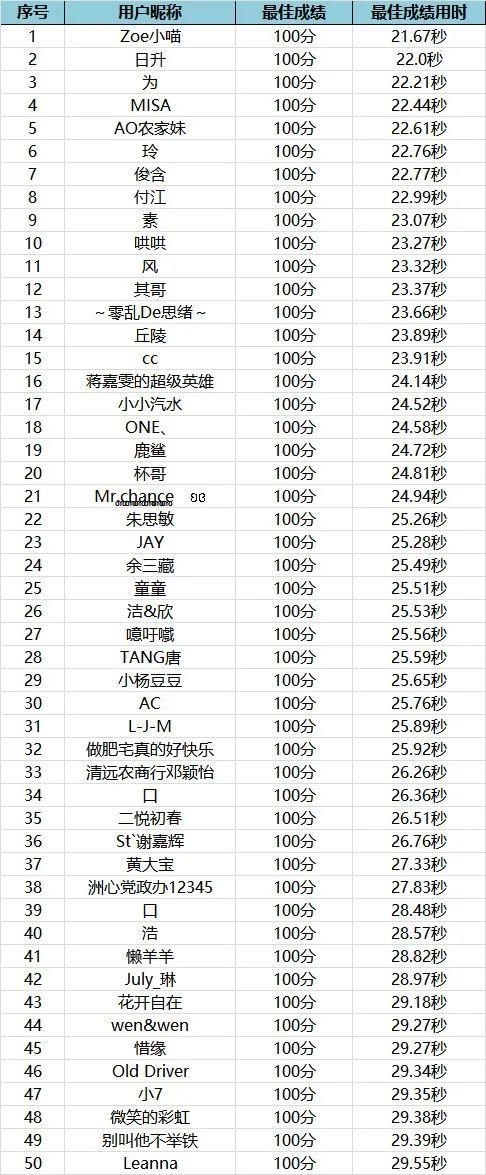 序号 用户昵称 最佳成绩 最佳成绩用时
1 Zoe小喵 100分 21.67秒
2 日升 100分 22.0秒
3 为 100分 22.21秒
4 MISA 100分 22.44秒
5 AO农家妹 100分 22.61秒
6 玲 100分 22.76秒
7 俊含 100分 22.77秒
8 付江 100分 22.99秒
9 素 100分 23.07秒
10 哄哄 100分 23.27秒
11 风 100分 23.32秒
12 其哥 100分 23.37秒
13 ~零乱De思绪~ 100分 23.66秒
14 丘陵 100分 23.89秒
15 cc 100分 23.91秒
16 蒋嘉雯的超级英雄 100分 24.14秒
17 小小汽水 100分 24.52秒
18 ONE、 100分 24.58秒
19 鹿鲨 100分 24.72秒
20 杯哥 100分 24.81秒
21 Mr.chance 100分 24.94秒
22 朱思敏 100分 25.26秒
23 JAY 100分 25.28秒
24 余三藏 100分 25.49秒
25 童童 100分 25.51秒
26 洁&欣 100分 25.53秒
27 噫吁嚱 100分 25.56秒
28 TANG唐 100分 25.59秒
29 小杨豆豆 100分 25.65秒
30 AC 100分 25.76秒
31 L-J-M 100分 25.89秒
32 做肥宅真的好快乐 100分 25.92秒
33 清远农商行邓颖怡 100分 26.26秒
34 口 100分 26.36秒
35 二悦初春 100分 26.51秒
36 St`谢嘉辉 100分 26.76秒
37 黄大宝 100分 27.33秒
38 洲心党政办12345 100分 27.83秒
39 口 100分 28.48秒
40 浩 100分 28.57秒
41 懒羊羊 100分 28.82秒
42 July_琳 100分 28.97秒
43 花开自在 100分 29.18秒
44 wen&wen 100分 29.27秒
45 惜缘 100分 29.27秒
46 Old Driver 100分 29.34秒
47 小7 100分 29.35秒
48 微笑的彩虹 100分 29.38秒
49 别叫他不举铁 100分 29.39秒
50 Leanna 100分 29.55秒